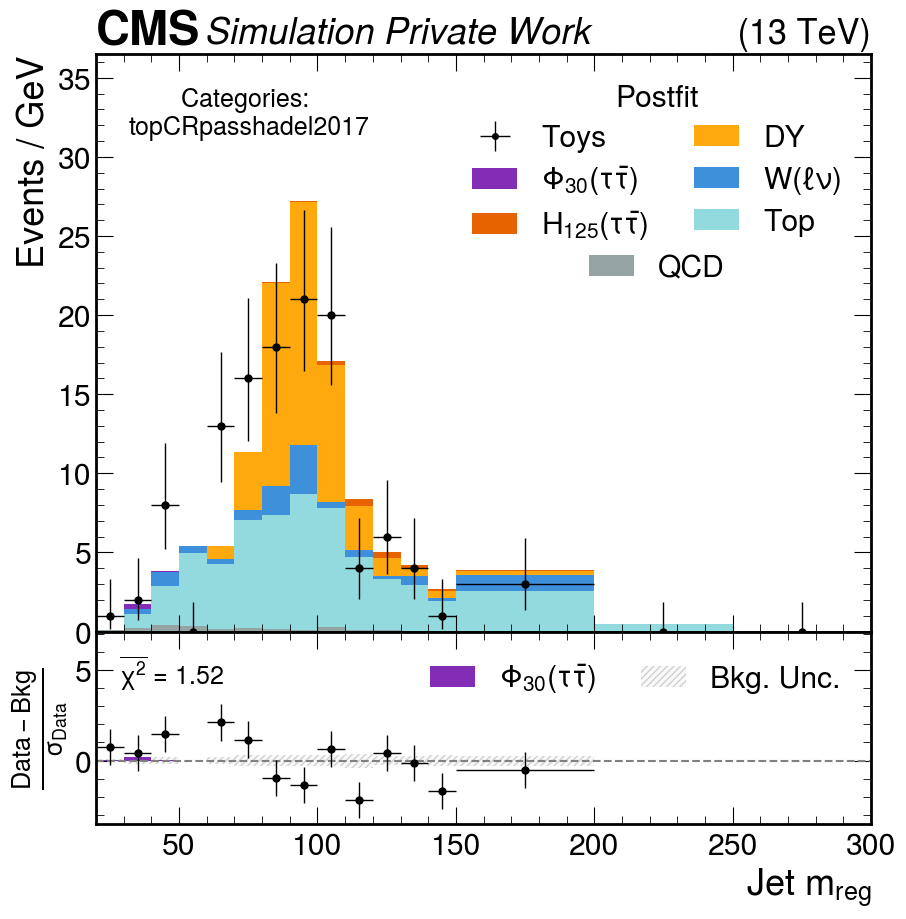 CMS Simulation Private Work (13 TeV)
Events / GeV
35
30
25
20
15
10
5
0
Categories:
topCRpasshadel2017
Postfit
Toys
Φ₃₀(ττ̄)
H₁₂₅(ττ̄)
DY
W(ℓν)
Top
QCD
Data – Bkg
σData
5
0
χ² = 1.52
Φ₃₀(ττ̄)
Bkg. Unc.
50 100 150 200 250 300
Jet mreg